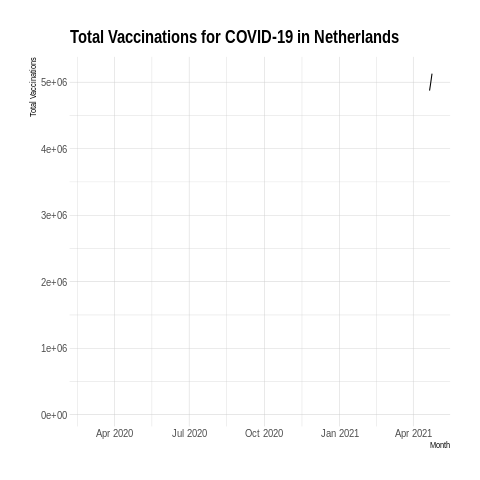 Total Vaccinations for COVID-19 in Netherlands
Total Vaccinations
5e+06
4e+06
3e+06
2e+06
1e+06
0e+00
Apr 2020 Jul 2020 Oct 2020 Jan 2021 Apr 2021
Month